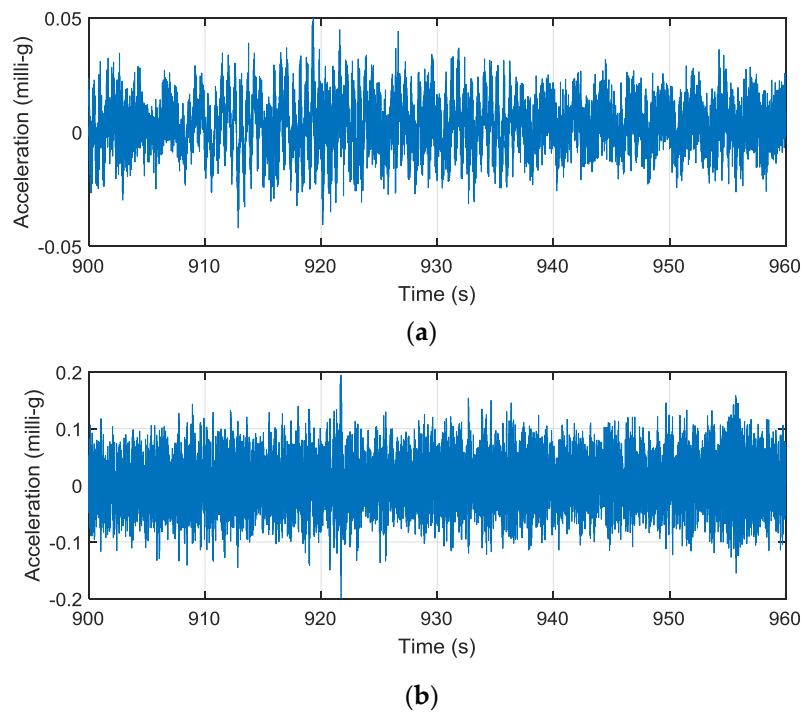 Acceleration (milli-g)
0.05
0
-0.05
900 910 920 930 940 950 960
Time (s)
(a)
Acceleration (milli-g)
0.2
0.1
0
-0.1
-0.2
900 910 920 930 940 950 960
Time (s)
(b)